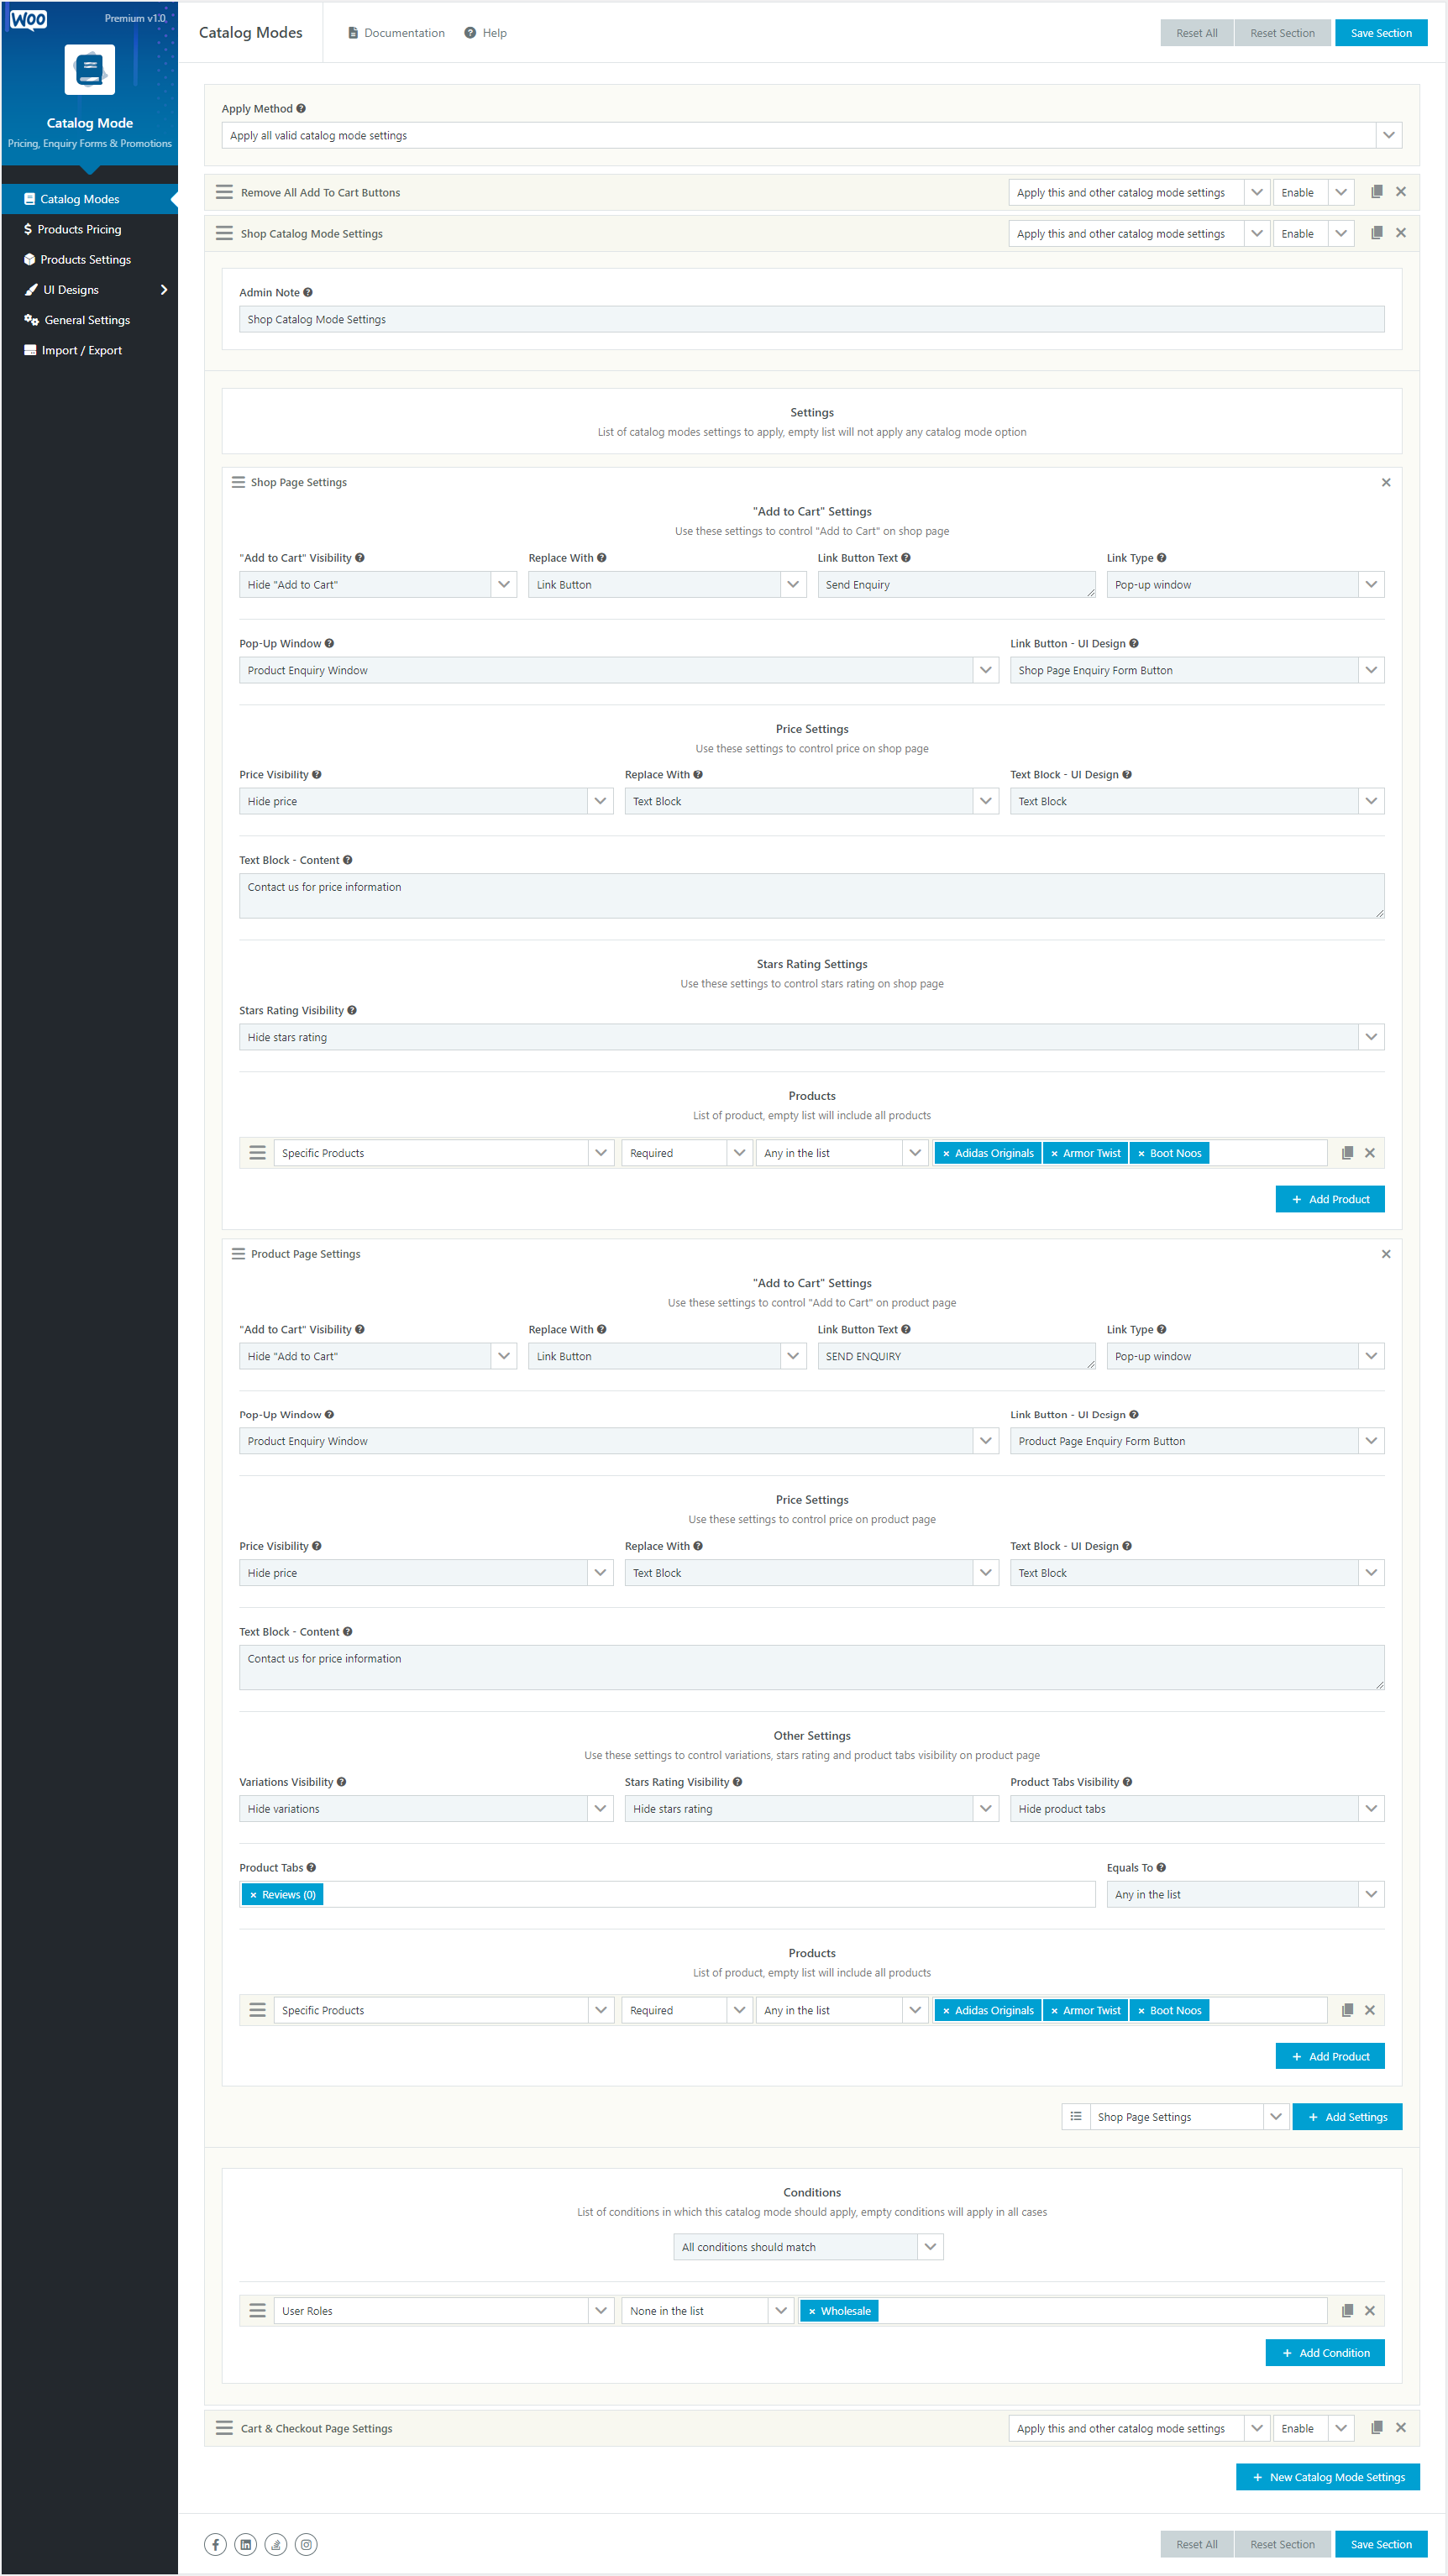 WOO
Premium v1.0
Catalog Mode
Pricing, Enquiry Forms & Promotions
Catalog Modes
Products Pricing
Products Settings
UI Designs
General Settings
Import / Export
Catalog Modes
Documentation
Help
Reset All
Reset Section
Save Section
Apply Method
Apply all valid catalog mode settings
Remove All Add To Cart Buttons
Apply this and other catalog mode settings
Enable
Shop Catalog Mode Settings
Apply this and other catalog mode settings
Enable
Admin Note
Shop Catalog Mode Settings
Settings
List of catalog modes settings to apply, empty list will not apply any catalog mode option
Shop Page Settings
"Add to Cart" Settings
Use these settings to control "Add to Cart" on shop page
"Add to Cart" Visibility
Replace With
Link Button Text
Link Type
Hide "Add to Cart"
Link Button
Send Enquiry
Pop-up window
Pop-Up Window
Link Button - UI Design
Product Enquiry Window
Shop Page Enquiry Form Button
Price Settings
Use these settings to control price on shop page
Price Visibility
Replace With
Text Block - UI Design
Hide price
Text Block
Text Block
Text Block - Content
Contact us for price information
Stars Rating Settings
Use these settings to control stars rating on shop page
Stars Rating Visibility
Hide stars rating
Products
List of product, empty list will include all products
Specific Products
Required
Any in the list
× Adidas Originals
× Armor Twist
× Boot Noos
+ Add Product
Product Page Settings
"Add to Cart" Settings
Use these settings to control "Add to Cart" on product page
"Add to Cart" Visibility
Replace With
Link Button Text
Link Type
Hide "Add to Cart"
Link Button
SEND ENQUIRY
Pop-up window
Pop-Up Window
Link Button - UI Design
Product Enquiry Window
Product Page Enquiry Form Button
Price Settings
Use these settings to control price on product page
Price Visibility
Replace With
Text Block - UI Design
Hide price
Text Block
Text Block
Text Block - Content
Contact us for price information
Other Settings
Use these settings to control variations, stars rating and product tabs visibility on product page
Variations Visibility
Stars Rating Visibility
Product Tabs Visibility
Hide variations
Hide stars rating
Hide product tabs
Product Tabs
Equals To
× Reviews (0)
Any in the list
Products
List of product, empty list will include all products
Specific Products
Required
Any in the list
× Adidas Originals
× Armor Twist
× Boot Noos
+ Add Product
Shop Page Settings
+ Add Settings
Conditions
List of conditions in which this catalog mode should apply, empty conditions will apply in all cases
All conditions should match
User Roles
None in the list
× Wholesale
+ Add Condition
Cart & Checkout Page Settings
Apply this and other catalog mode settings
Enable
+ New Catalog Mode Settings
Reset All
Reset Section
Save Section